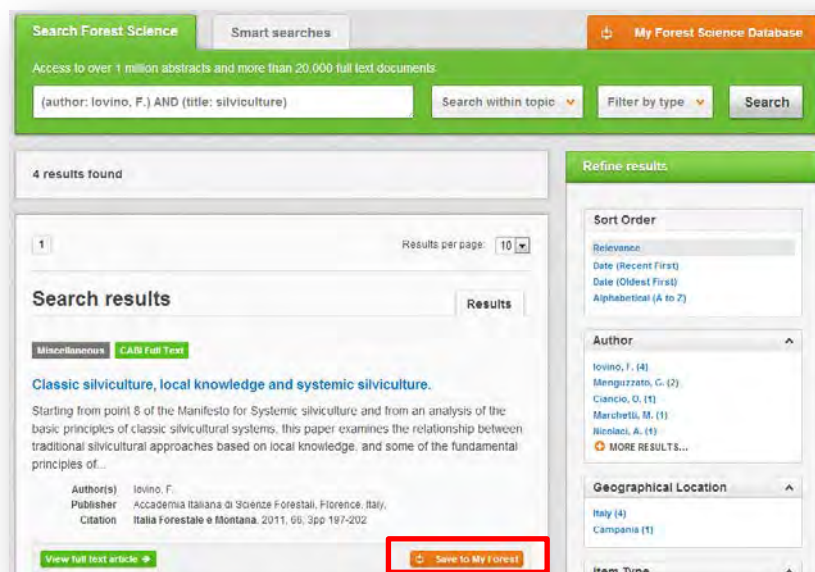 Search Forest Science
Smart searches
My Forest Science Database
Access to over 1 million abstracts and more than 20,000 full text documents
(author: Iovino, F.) AND (title: silviculture)
Search within topic
Filter by type
Search
4 results found
Refine results
1
Results per page: 10
Search results
Results
Miscellaneous
CABI Full Text
Classic silviculture, local knowledge and systemic silviculture.
Starting from point 8 of the Manifesto for Systemic silviculture and from an analysis of the
basic principles of classic silvicultural systems, this paper examines the relationship between
traditional silvicultural approaches based on local knowledge, and some of the fundamental
principles of...
Author(s) Iovino, F.
Publisher Accademia Italiana di Scienze Forestali, Florence, Italy.
Citation Italia Forestale e Montana, 2011, 66, 3pp 197-202
View full text article
Save to My Forest
Sort Order
Relevance
Date (Recent First)
Date (Oldest First)
Alphabetical (A to Z)
Author
Iovino, F. (4)
Menguzzato, G. (2)
Ciancio, O. (1)
Marchetti, M. (1)
Nicolaci, A. (1)
MORE RESULTS...
Geographical Location
Italy (4)
Campania (1)
Item Type